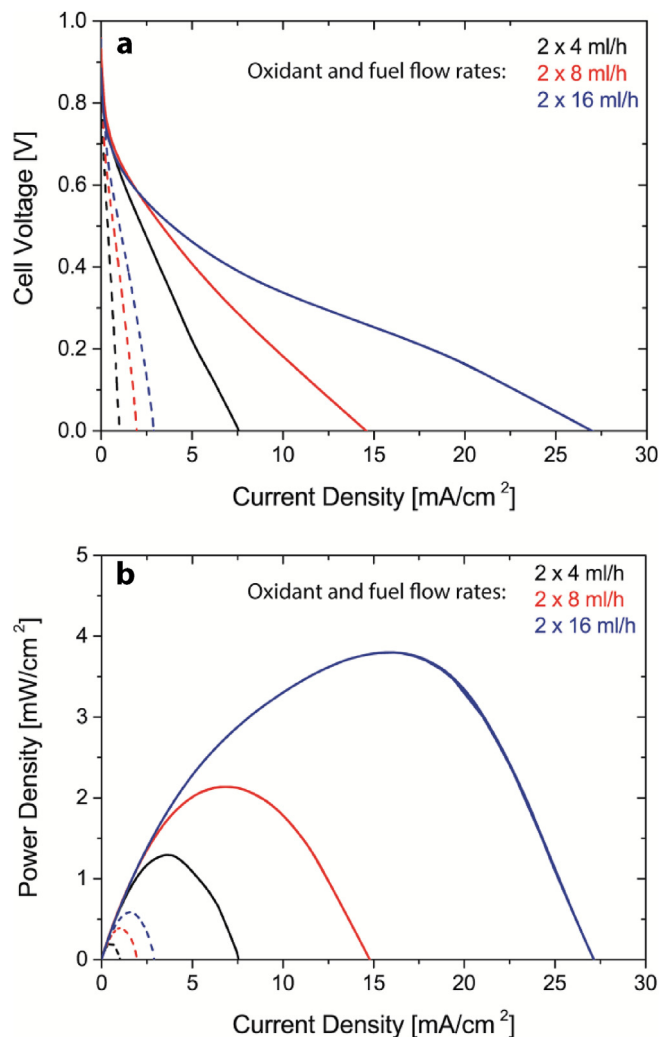 a
Oxidant and fuel flow rates:
2 x 4 ml/h
2 x 8 ml/h
2 x 16 ml/h
Cell Voltage [V]
1.0
0.8
0.6
0.4
0.2
0.0
0 5 10 15 20 25 30
Current Density [mA/cm²]
b
Oxidant and fuel flow rates:
2 x 4 ml/h
2 x 8 ml/h
2 x 16 ml/h
Power Density [mW/cm²]
5
4
3
2
1
0
0 5 10 15 20 25 30
Current Density [mA/cm²]